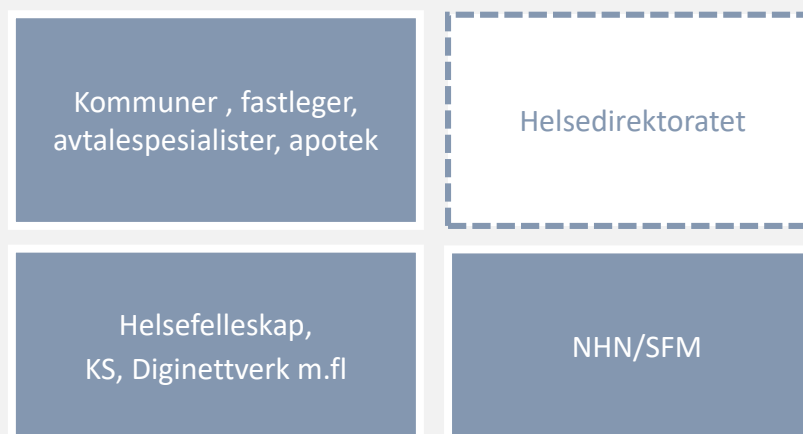 Kommuner , fastleger,
avtalespesialister, apotek
Helsedirektoratet
Helsefelleskap,
KS, Diginettverk m.fl
NHN/SFM